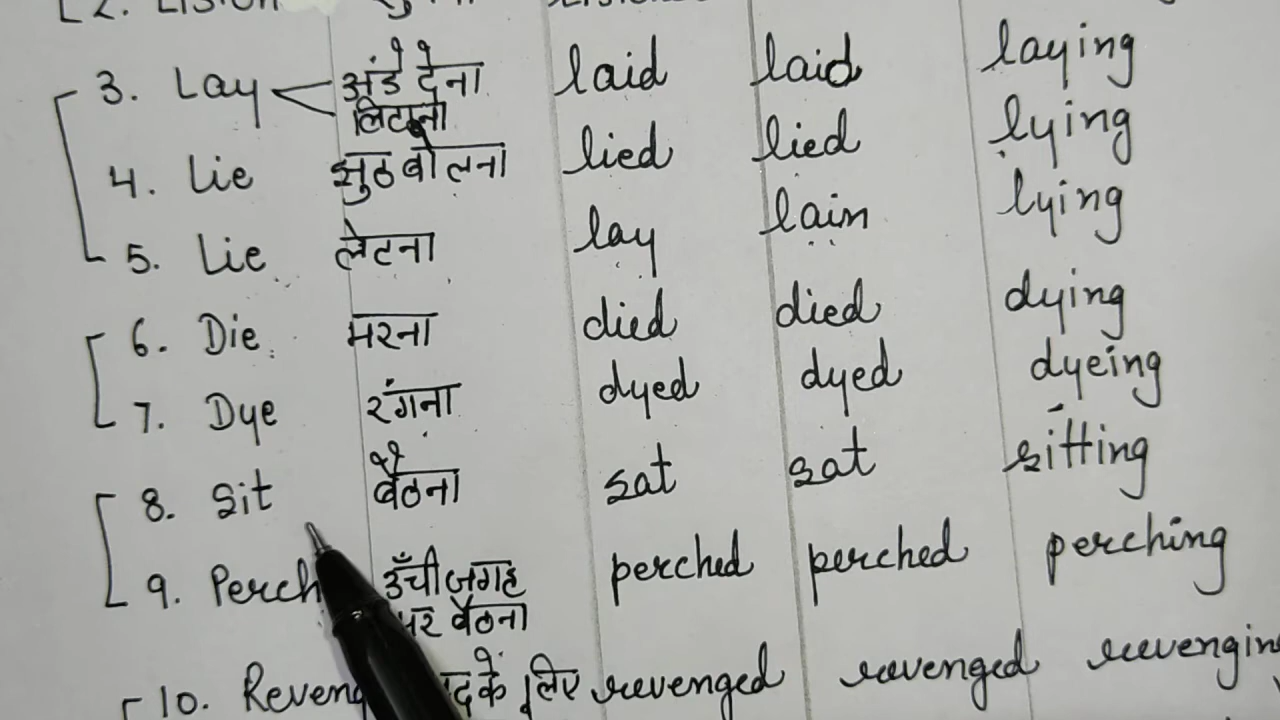 3. Lay अंडे देना laid laid laying
लिटाना
4. Lie झुठ बोलना lied lied lying
5. Lie लेटना lay lain lying
6. Die मरना died died dying
7. Dye रंगना dyed dyed dyeing
8. Sit बैठना sat sat sitting
9. Perch ऊँची जगह perched perched perching
पर बैठना
10. के लिए revenged revenged